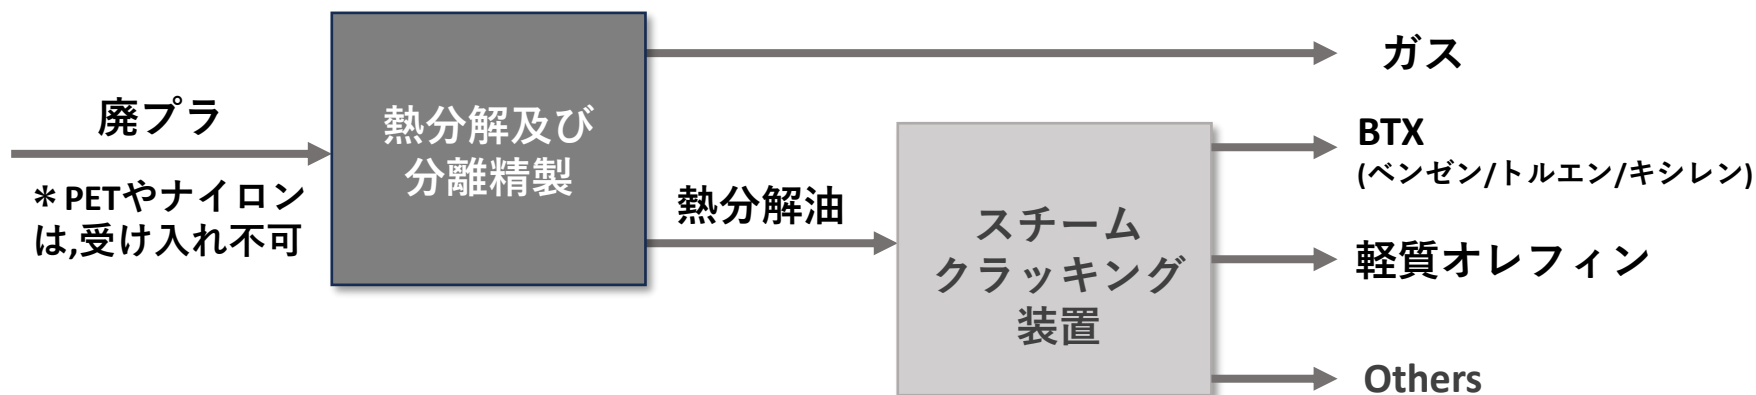 廃プラ
＊PETやナイロン
は,受け入れ不可
熱分解及び
分離精製
熱分解油
スチーム
クラッキング
装置
ガス
BTX
(ベンゼン/トルエン/キシレン)
軽質オレフィン
Others